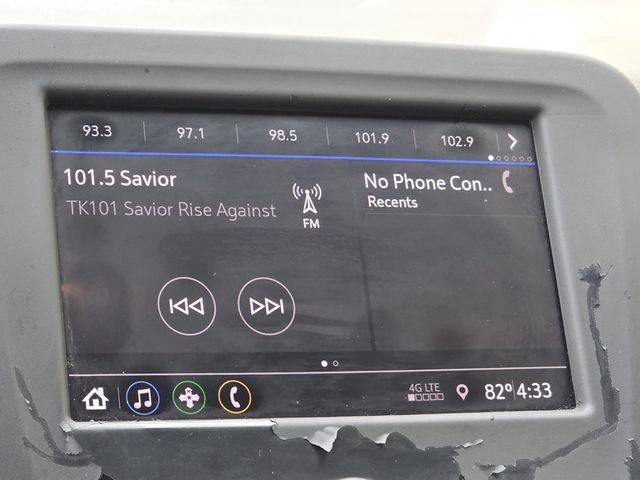 93.3 97.1 98.5 101.9 102.9
101.5 Savior
TK101 Savior Rise Against
FM
No Phone Con..
Recents
4G LTE
82° 4:33